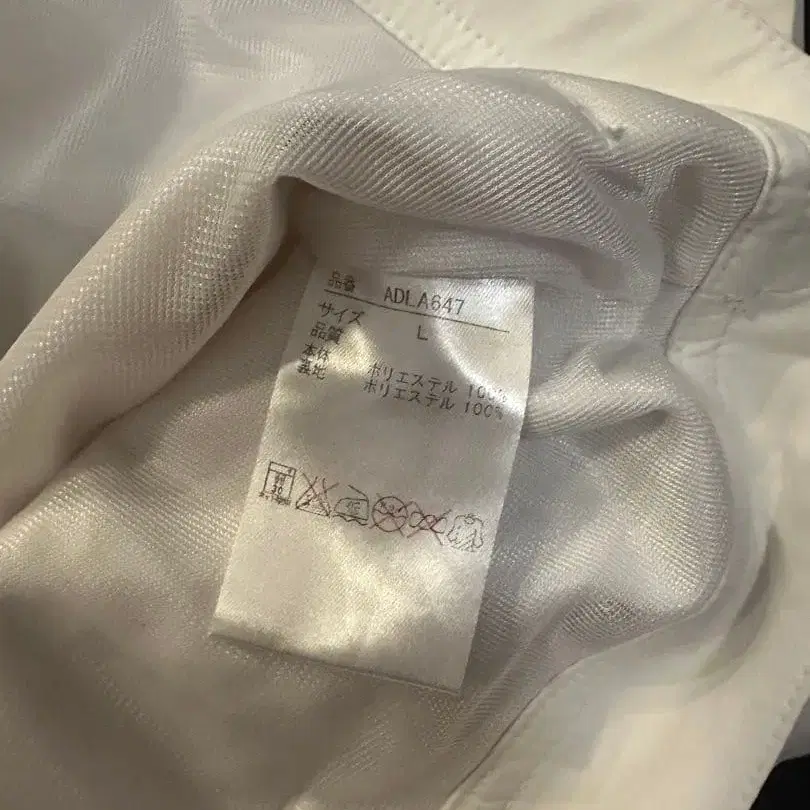 品番 ADLA647
サイズ L
品質
本体 ポリエステル 100%
裏地 ポリエステル 100%